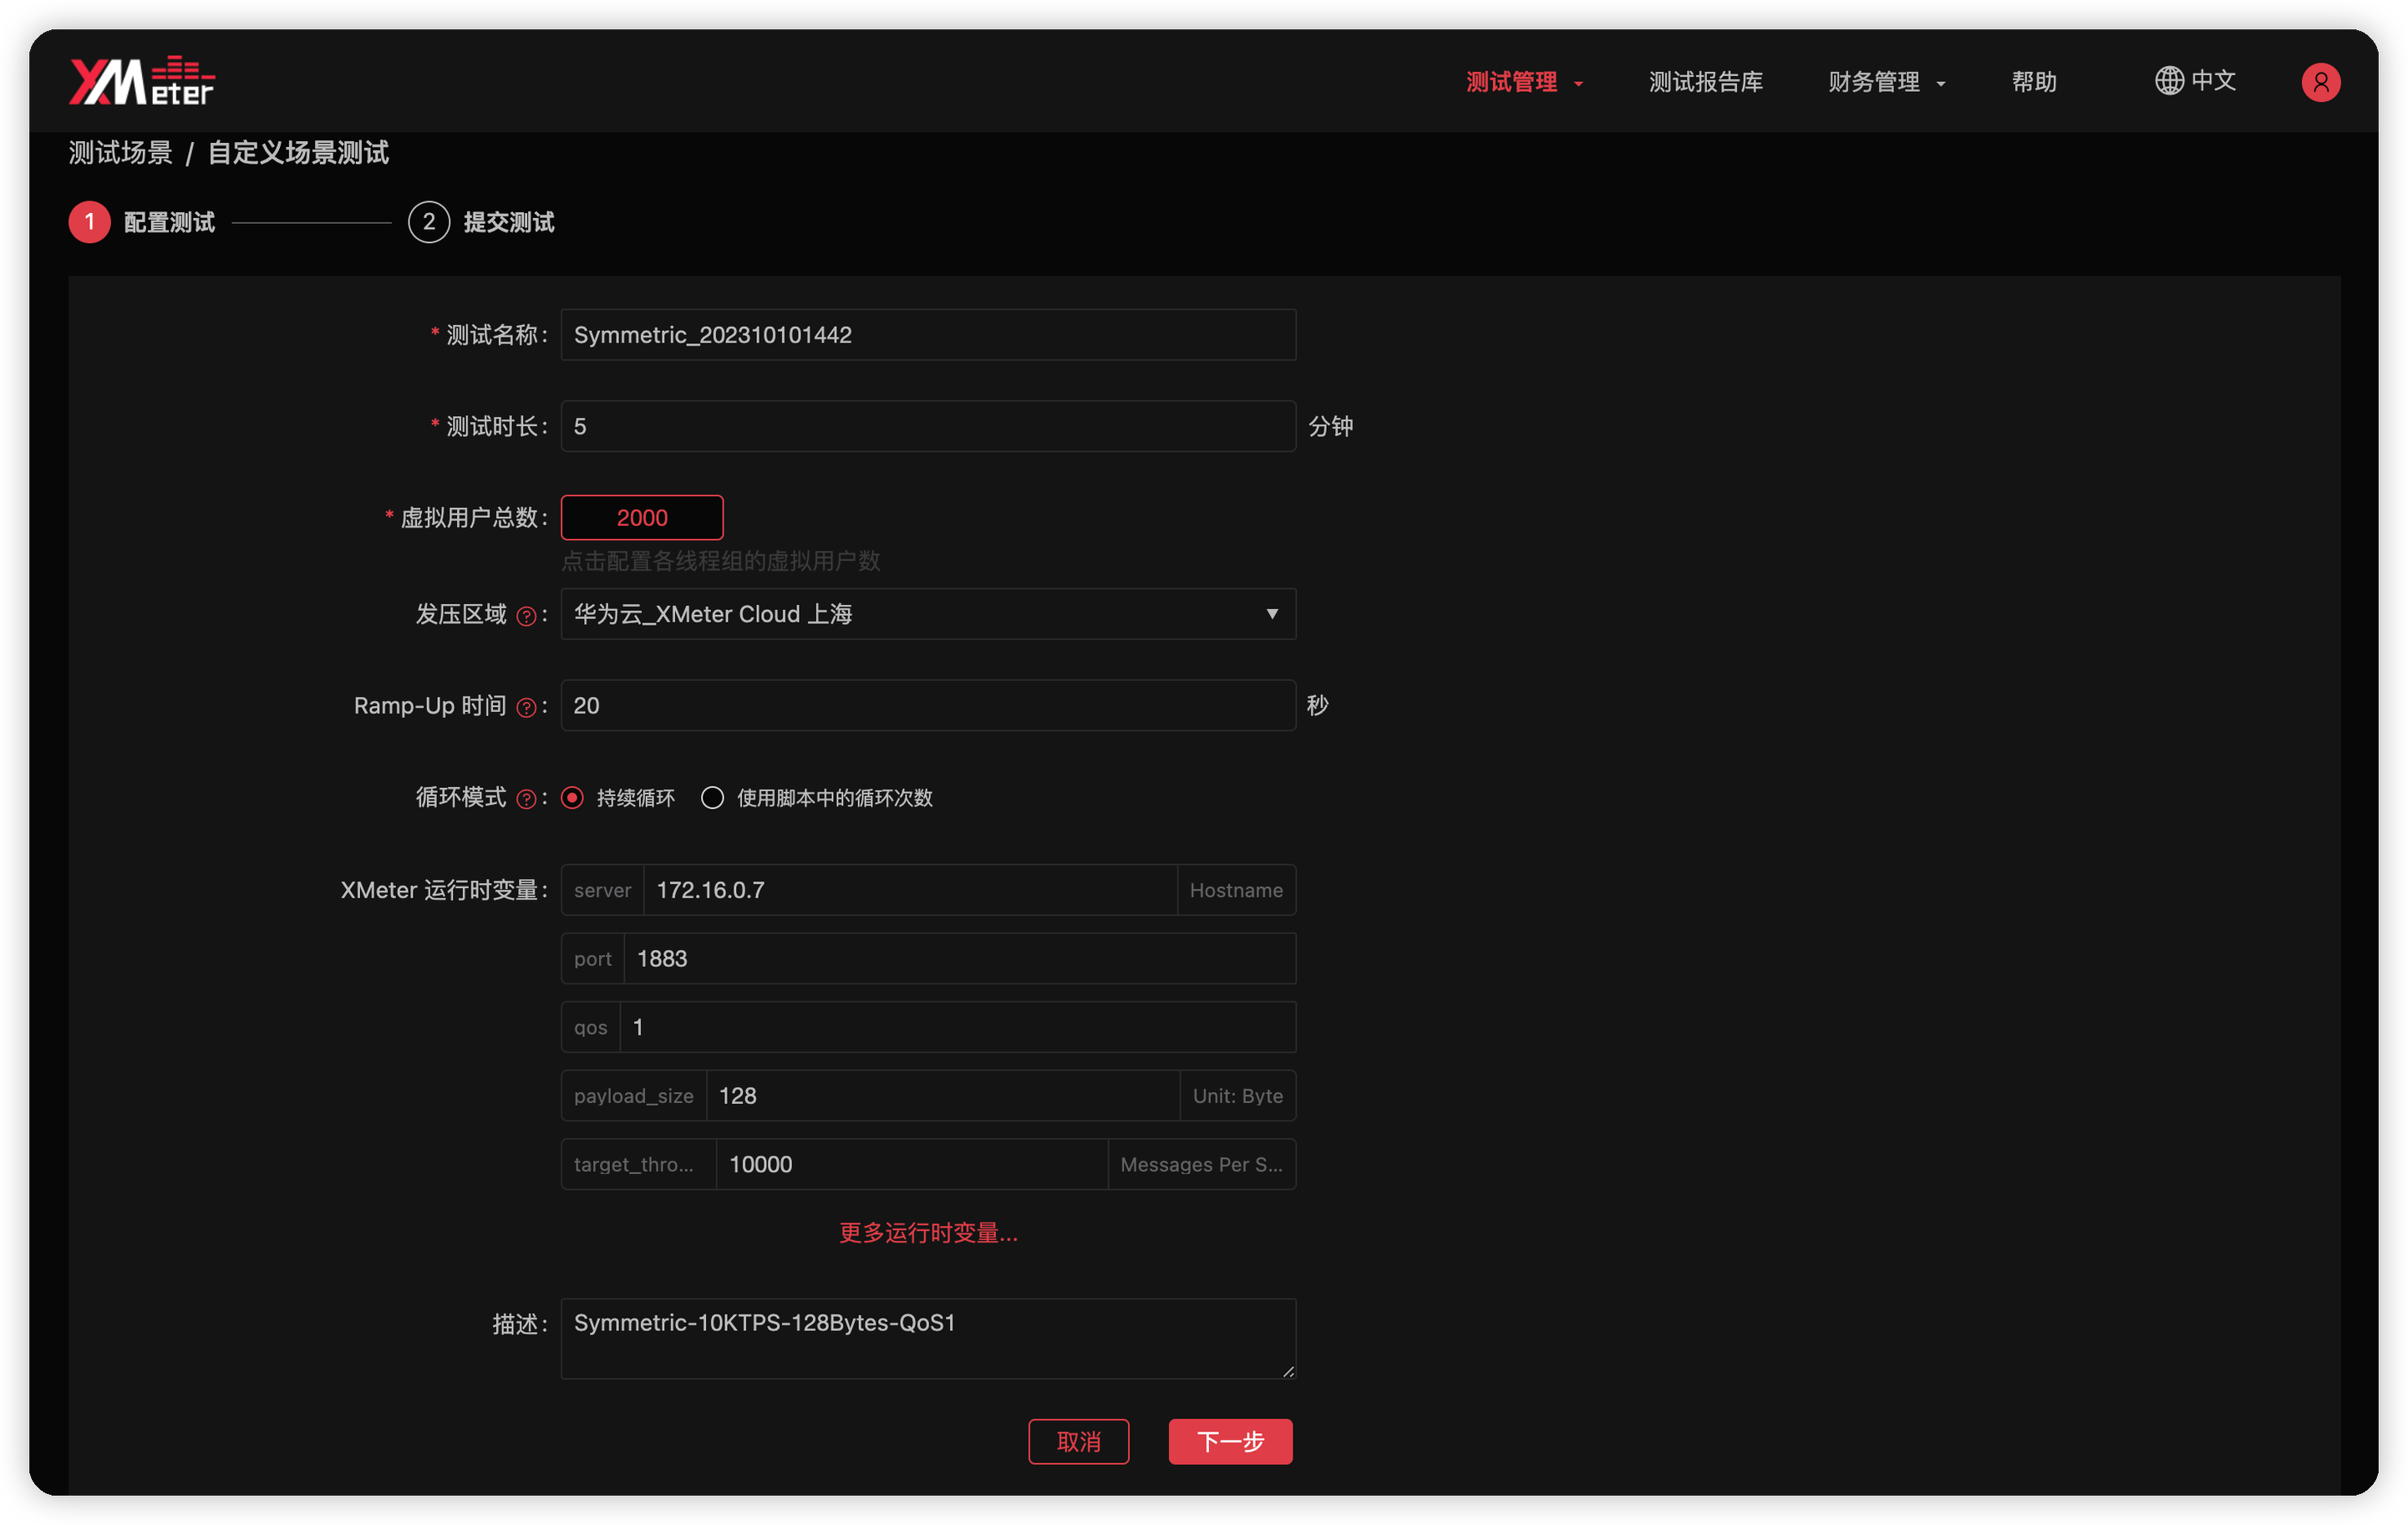 XMeter
测试管理 测试报告库 财务管理 帮助 中文
测试场景 / 自定义场景测试
1 配置测试 2 提交测试
* 测试名称: Symmetric_202310101442
* 测试时长: 5 分钟
* 虚拟用户总数: 2000
点击配置各线程组的虚拟用户数
发压区域 ? : 华为云_XMeter Cloud 上海
Ramp-Up 时间 ? : 20 秒
循环模式 ? : 持续循环 使用脚本中的循环次数
XMeter 运行时变量: server 172.16.0.7 Hostname
port 1883
qos 1
payload_size 128 Unit: Byte
target_thro... 10000 Messages Per S...
更多运行时变量...
描述: Symmetric-10KTPS-128Bytes-QoS1
取消 下一步